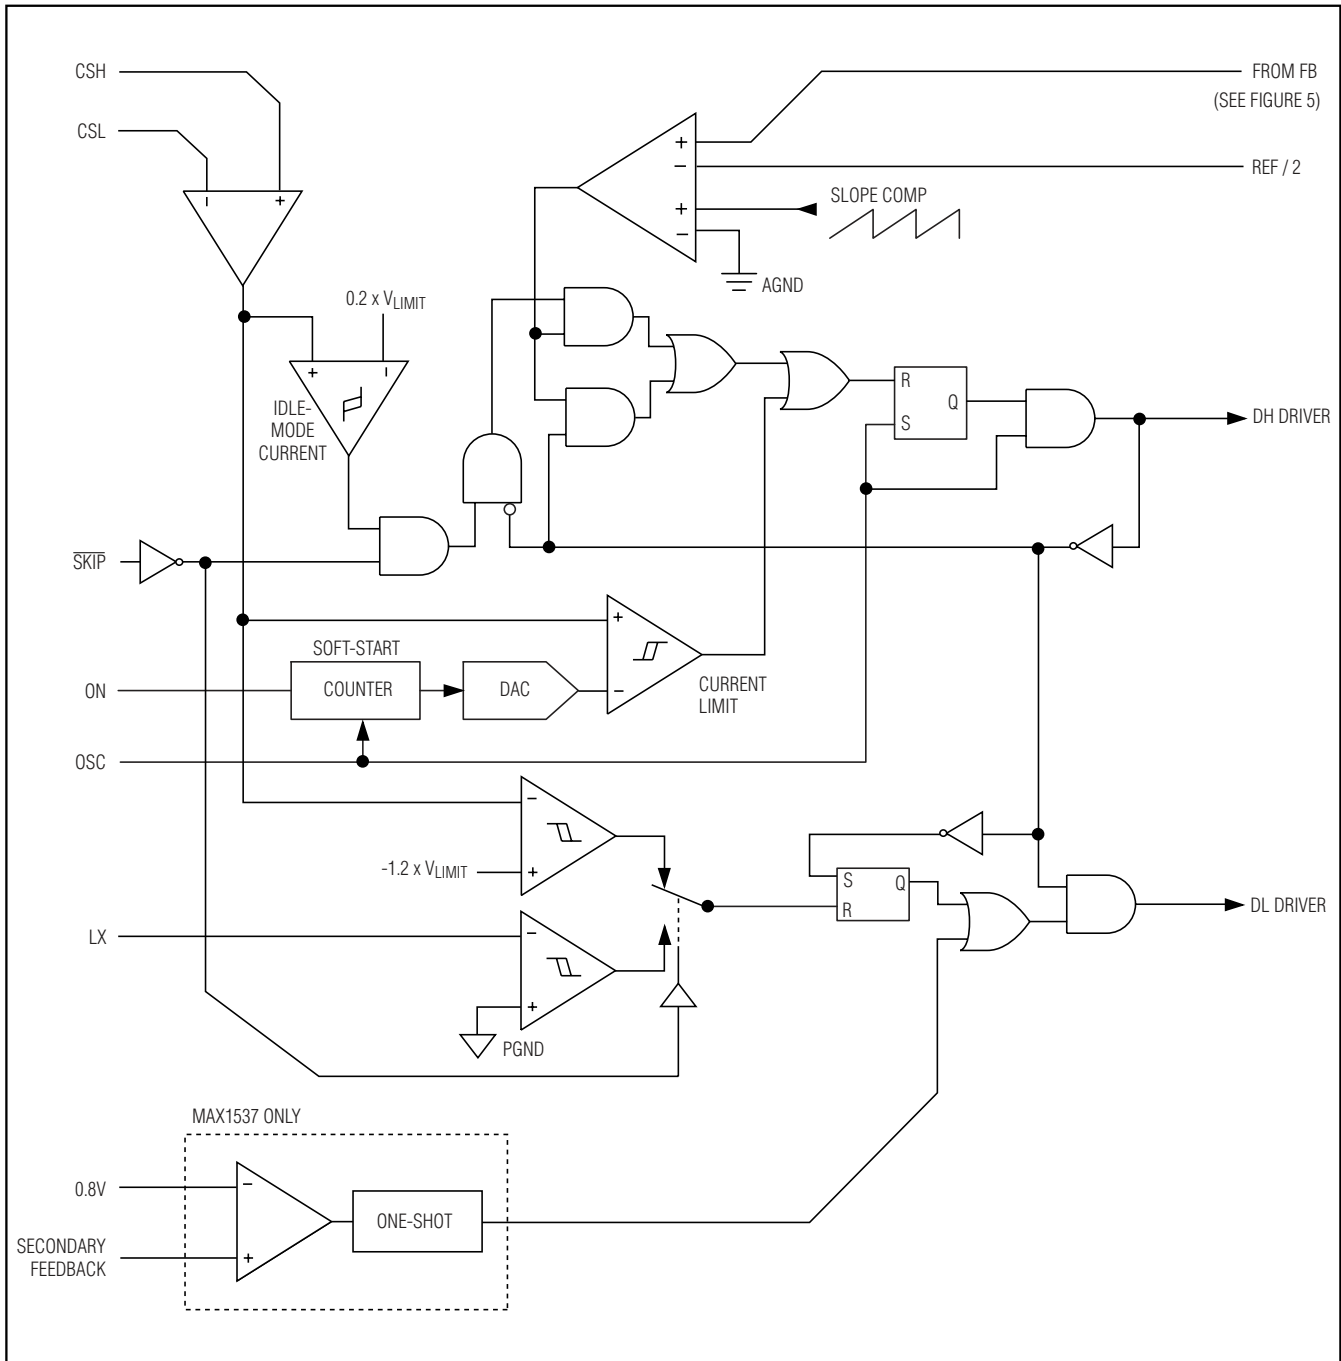 CSH
FROM FB
(SEE FIGURE 5)
CSL
+
−
REF / 2
− +
+
SLOPE COMP
−
AGND
0.2 x VLIMIT
+ −
IDLE-
MODE
CURRENT
R
Q
S
DH DRIVER
SKIP
+
SOFT-START
COUNTER
DAC
ON
−
CURRENT
LIMIT
OSC
−
-1.2 x VLIMIT
+
S
Q
R
DL DRIVER
LX
−
+
PGND
MAX1537 ONLY
0.8V
−
ONE-SHOT
SECONDARY
FEEDBACK
+